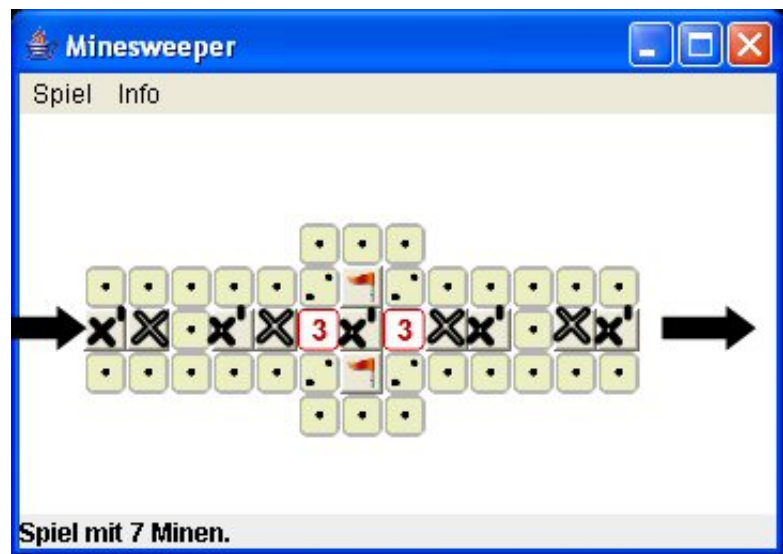 Minesweeper
Spiel Info
x' x x' x 3 x' 3 x x' x x'
Spiel mit 7 Minen.